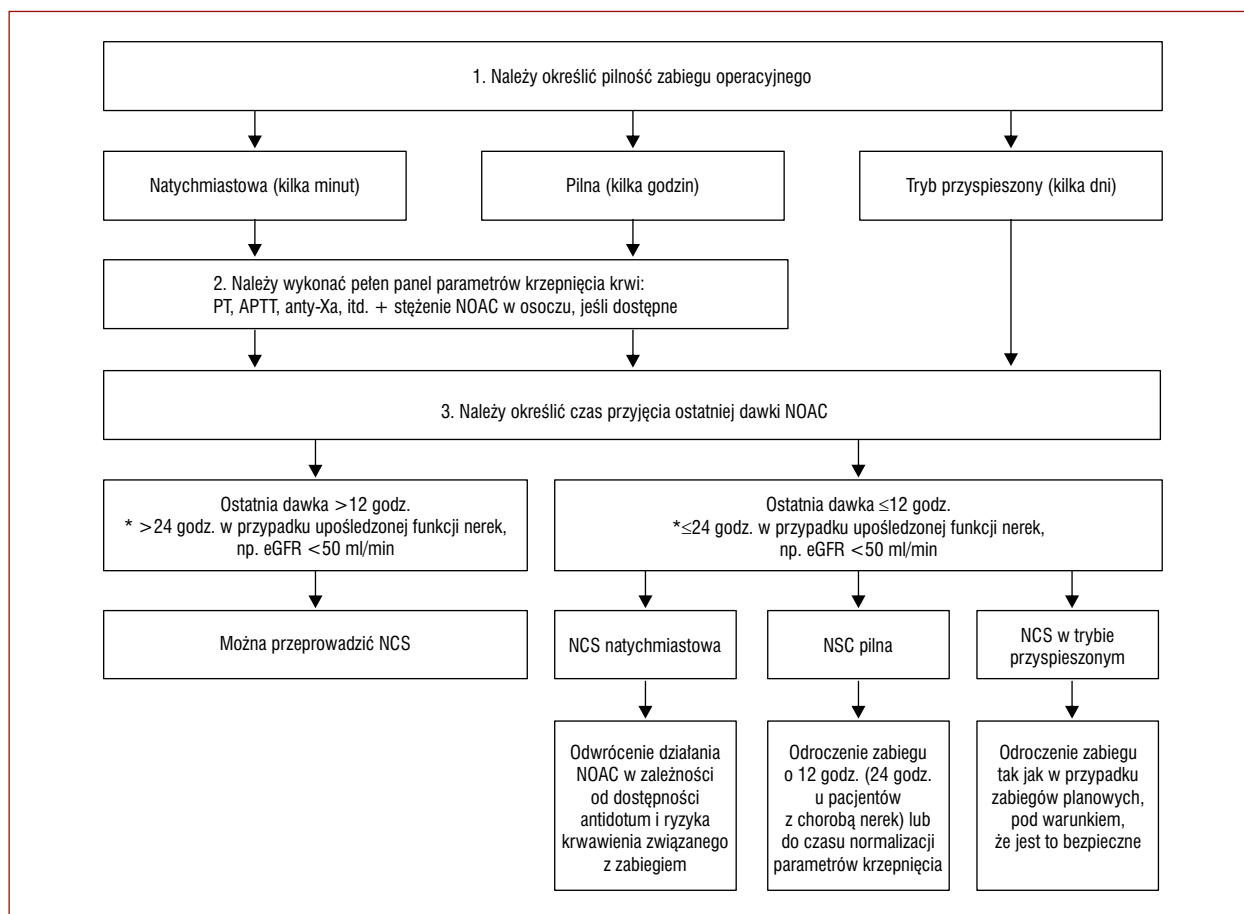 1. Należy określić pilność zabiegu operacyjnego
Natychmiastowa (kilka minut)
Pilna (kilka godzin)
Tryb przyspieszony (kilka dni)
2. Należy wykonać pełen panel parametrów krzepnięcia krwi:
PT, APTT, anty-Xa, itd. + stężenie NOAC w osoczu, jeśli dostępne
3. Należy określić czas przyjęcia ostatniej dawki NOAC
Ostatnia dawka >12 godz.
* >24 godz. w przypadku upośledzonej funkcji nerek,
np. eGFR <50 ml/min
Ostatnia dawka ≤12 godz.
*≤24 godz. w przypadku upośledzonej funkcji nerek,
np. eGFR <50 ml/min
Można przeprowadzić NCS
NCS natychmiastowa
NSC pilna
NCS w trybie
przyspieszonym
Odwrócenie działania
NOAC w zależności
od dostępności
antidotum i ryzyka
krwawienia związanego
z zabiegiem
Odroczenie zabiegu
o 12 godz. (24 godz.
u pacjentów
z chorobą nerek) lub
do czasu normalizacji
parametrów krzepnięcia
Odroczenie zabiegu
tak jak w przypadku
zabiegów planowych,
pod warunkiem,
że jest to bezpieczne